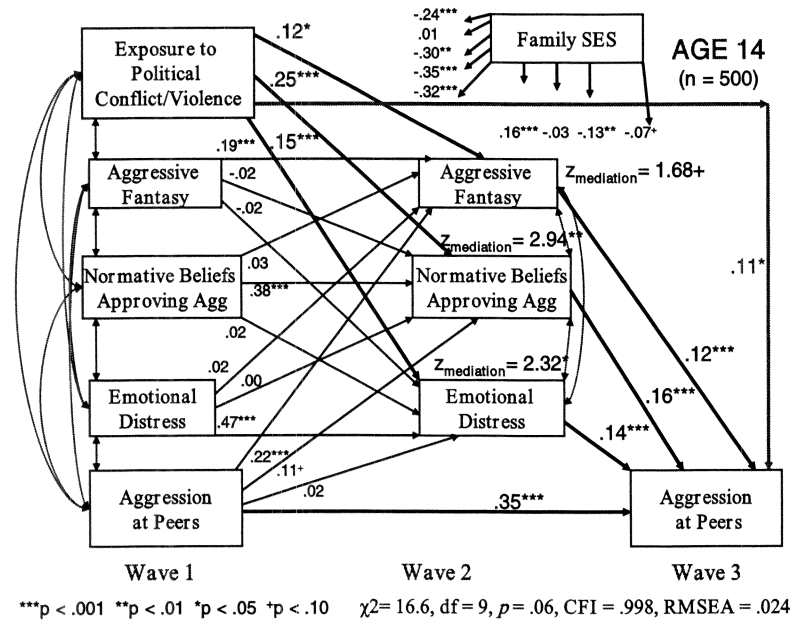 .12*
-.24***
.01
-.30**
-.35***
-.32***
Family SES
AGE 14
(n = 500)
Exposure to
Political
Conflict/Violence
.25***
.16*** -.03 -.13** -.07+
.19***
.15***
Aggressive
Fantasy
-.02
-.02
Aggressive
Fantasy
zmediation= 1.68+
zmediation= 2.94**
.03
Normative Beliefs
Approving Agg
.38***
Normative Beliefs
Approving Agg
.11*
.02
.02
.00
zmediation= 2.32*
.12***
.16***
Emotional
Distress
.47***
Emotional
Distress
.14***
.22***
.11+
.02
Aggression
at Peers
.35***
Aggression
at Peers
Wave 1
Wave 2
Wave 3
***p < .001 **p < .01 *p < .05 +p < .10 χ2= 16.6, df = 9, p = .06, CFI = .998, RMSEA = .024